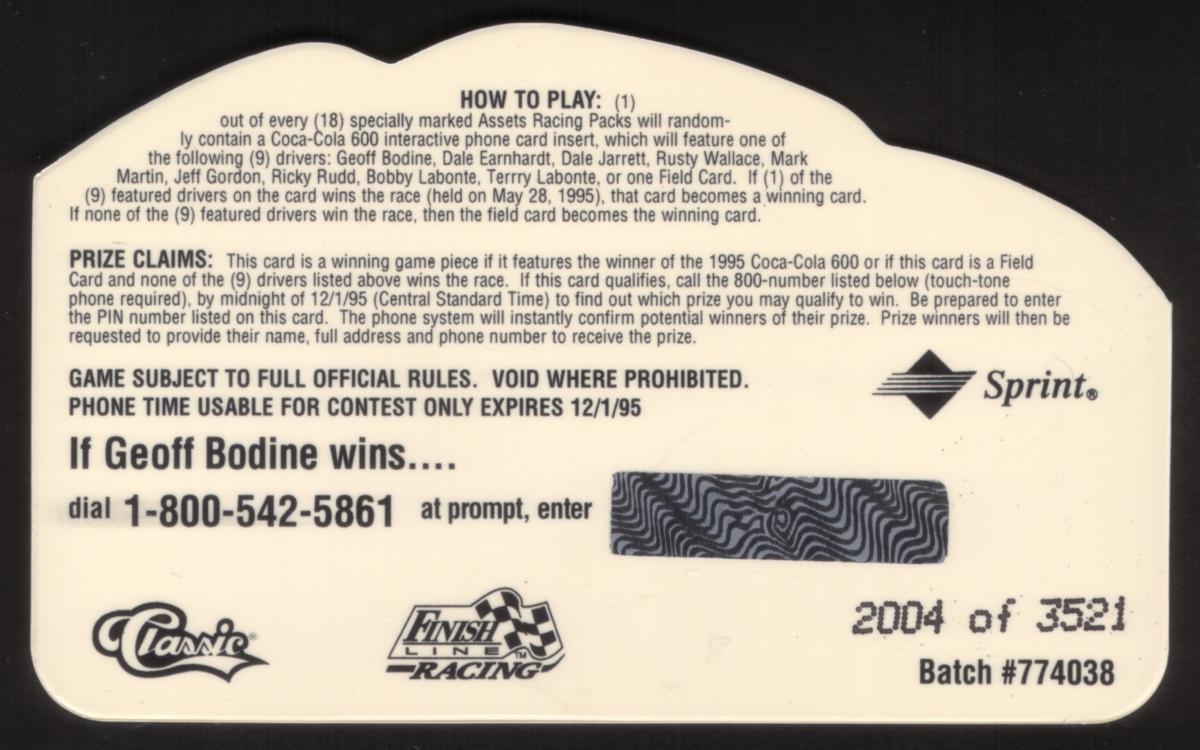 HOW TO PLAY: (1)
out of every (18) specially marked Assets Racing Packs will random-
ly contain a Coca-Cola 600 interactive phone card insert, which will feature one of
the following (9) drivers: Geoff Bodine, Dale Earnhardt, Dale Jarrett, Rusty Wallace, Mark
Martin, Jeff Gordon, Ricky Rudd, Bobby Labonte, Terrry Labonte, or one Field Card. If (1) of the
(9) featured drivers on the card wins the race (held on May 28, 1995), that card becomes a winning card.
If none of the (9) featured drivers win the race, then the field card becomes the winning card.
PRIZE CLAIMS: This card is a winning game piece if it features the winner of the 1995 Coca-Cola 600 or if this card is a Field
Card and none of the (9) drivers listed above wins the race. If this card qualifies, call the 800-number listed below (touch-tone
phone required), by midnight of 12/1/95 (Central Standard Time) to find out which prize you may qualify to win. Be prepared to enter
the PIN number listed on this card. The phone system will instantly confirm potential winners of their prize. Prize winners will then be
requested to provide their name, full address and phone number to receive the prize.
GAME SUBJECT TO FULL OFFICIAL RULES. VOID WHERE PROHIBITED.
PHONE TIME USABLE FOR CONTEST ONLY EXPIRES 12/1/95
Sprint®
If Geoff Bodine wins....
dial 1-800-542-5861 at prompt, enter
Classic®
FINISH
LINE™
RACING
2004 of 3521
Batch #774038